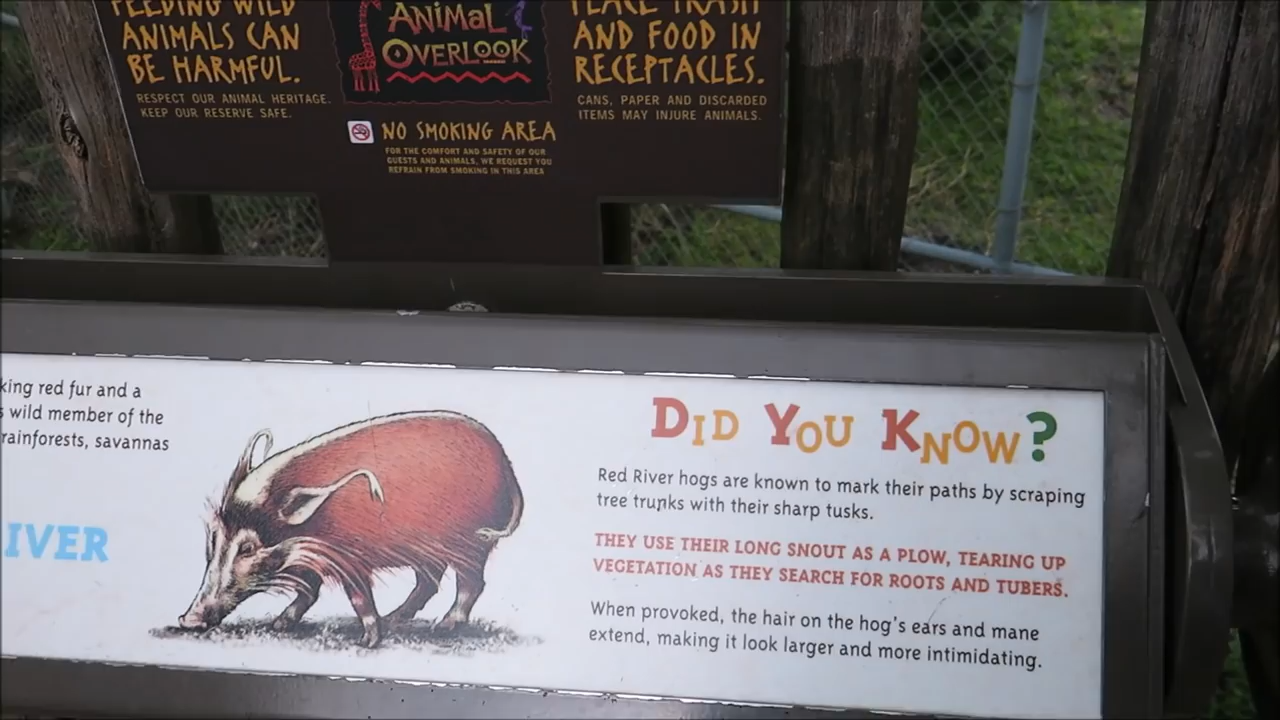 FEEDING WILD
ANIMALS CAN
BE HARMFUL.
RESPECT OUR ANIMAL HERITAGE.
KEEP OUR RESERVE SAFE.
ANIMAL
OVERLOOK
NO SMOKING AREA
FOR THE COMFORT AND SAFETY OF OUR
GUESTS AND ANIMALS, WE REQUEST YOU
REFRAIN FROM SMOKING IN THIS AREA
PLACE TRASH
AND FOOD IN
RECEPTACLES.
CANS, PAPER AND DISCARDED
ITEMS MAY INJURE ANIMALS.
king red fur and a
s wild member of the
rainforests, savannas
IVER
DID YOU KNOW?
Red River hogs are known to mark their paths by scraping
tree trunks with their sharp tusks.
THEY USE THEIR LONG SNOUT AS A PLOW, TEARING UP
VEGETATION AS THEY SEARCH FOR ROOTS AND TUBERS.
When provoked, the hair on the hog's ears and mane
extend, making it look larger and more intimidating.